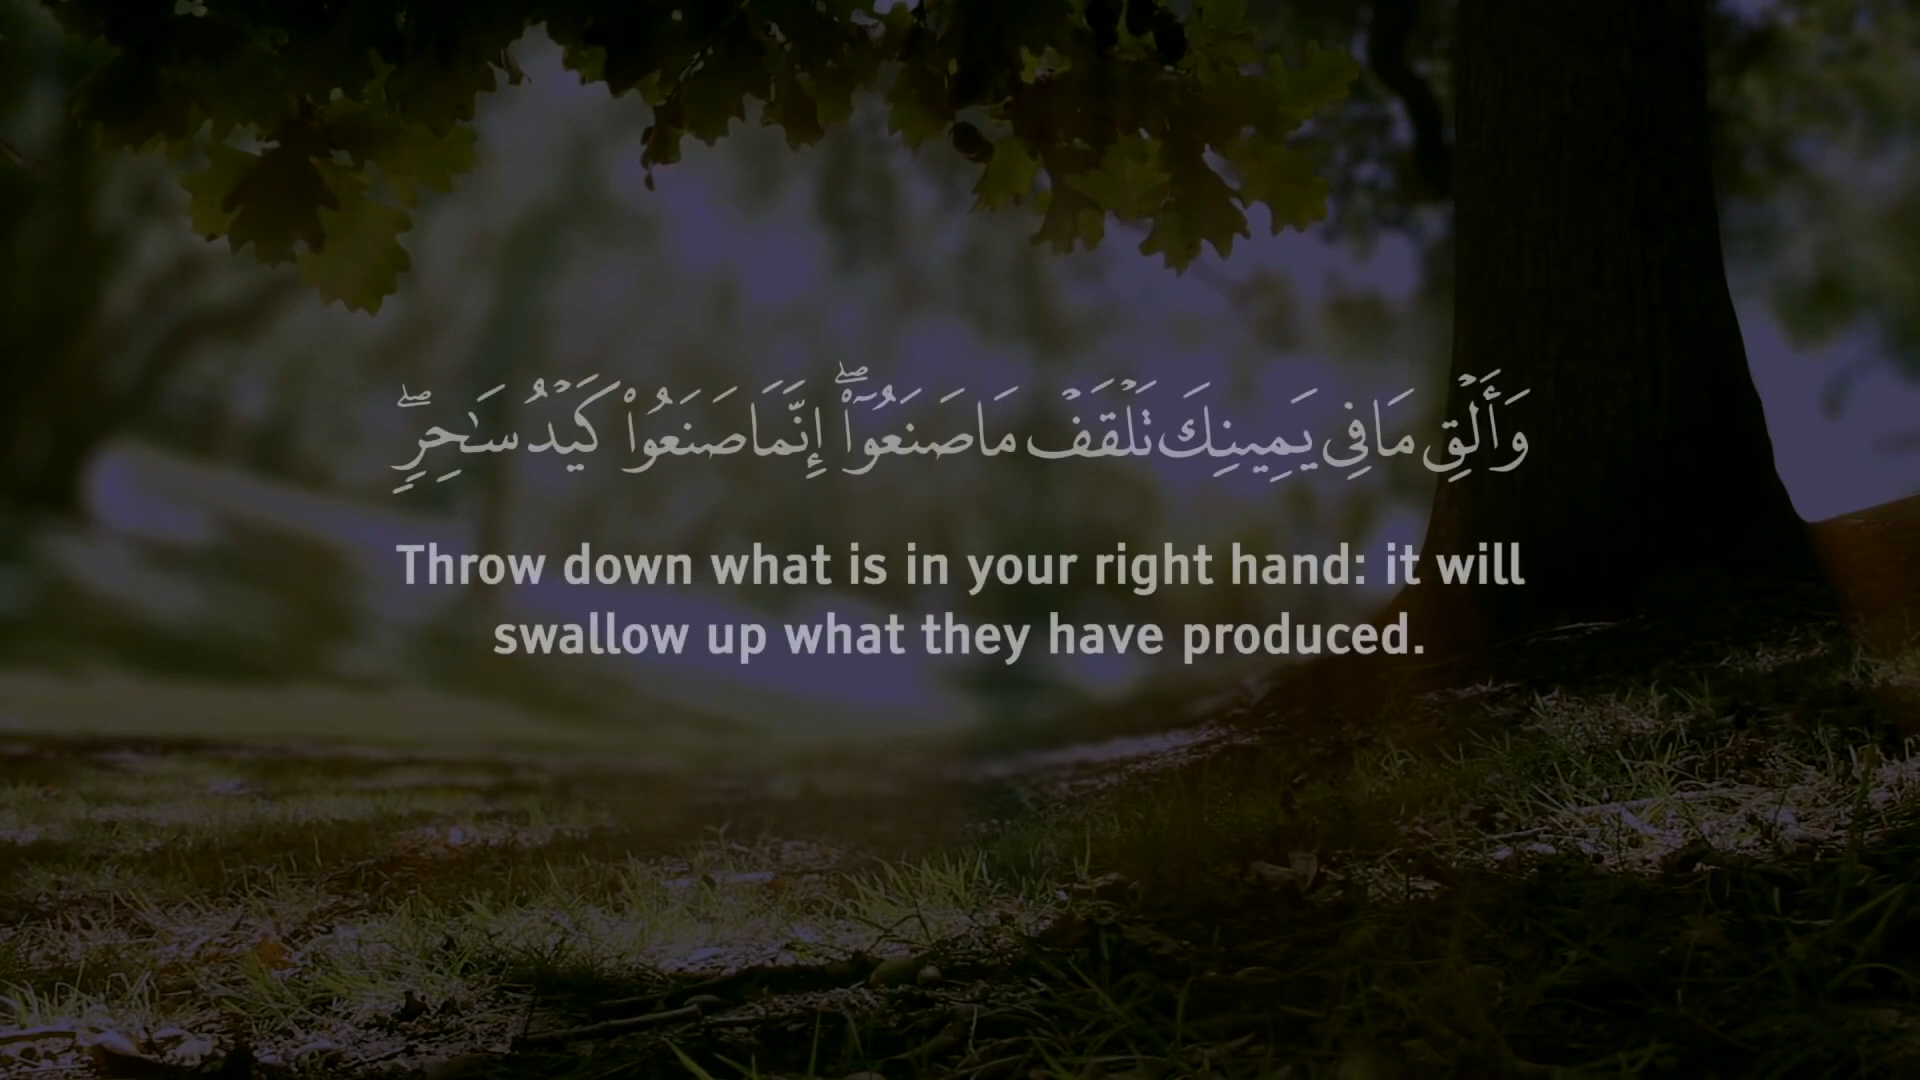 وَأَلْقِ مَا فِى يَمِينِكَ تَلْقَفْ مَا صَنَعُوٓا۟ ۖ إِنَّمَا صَنَعُوا۟ كَيْدُ سَـٰحِرٍ ۖ
Throw down what is in your right hand: it will
swallow up what they have produced.